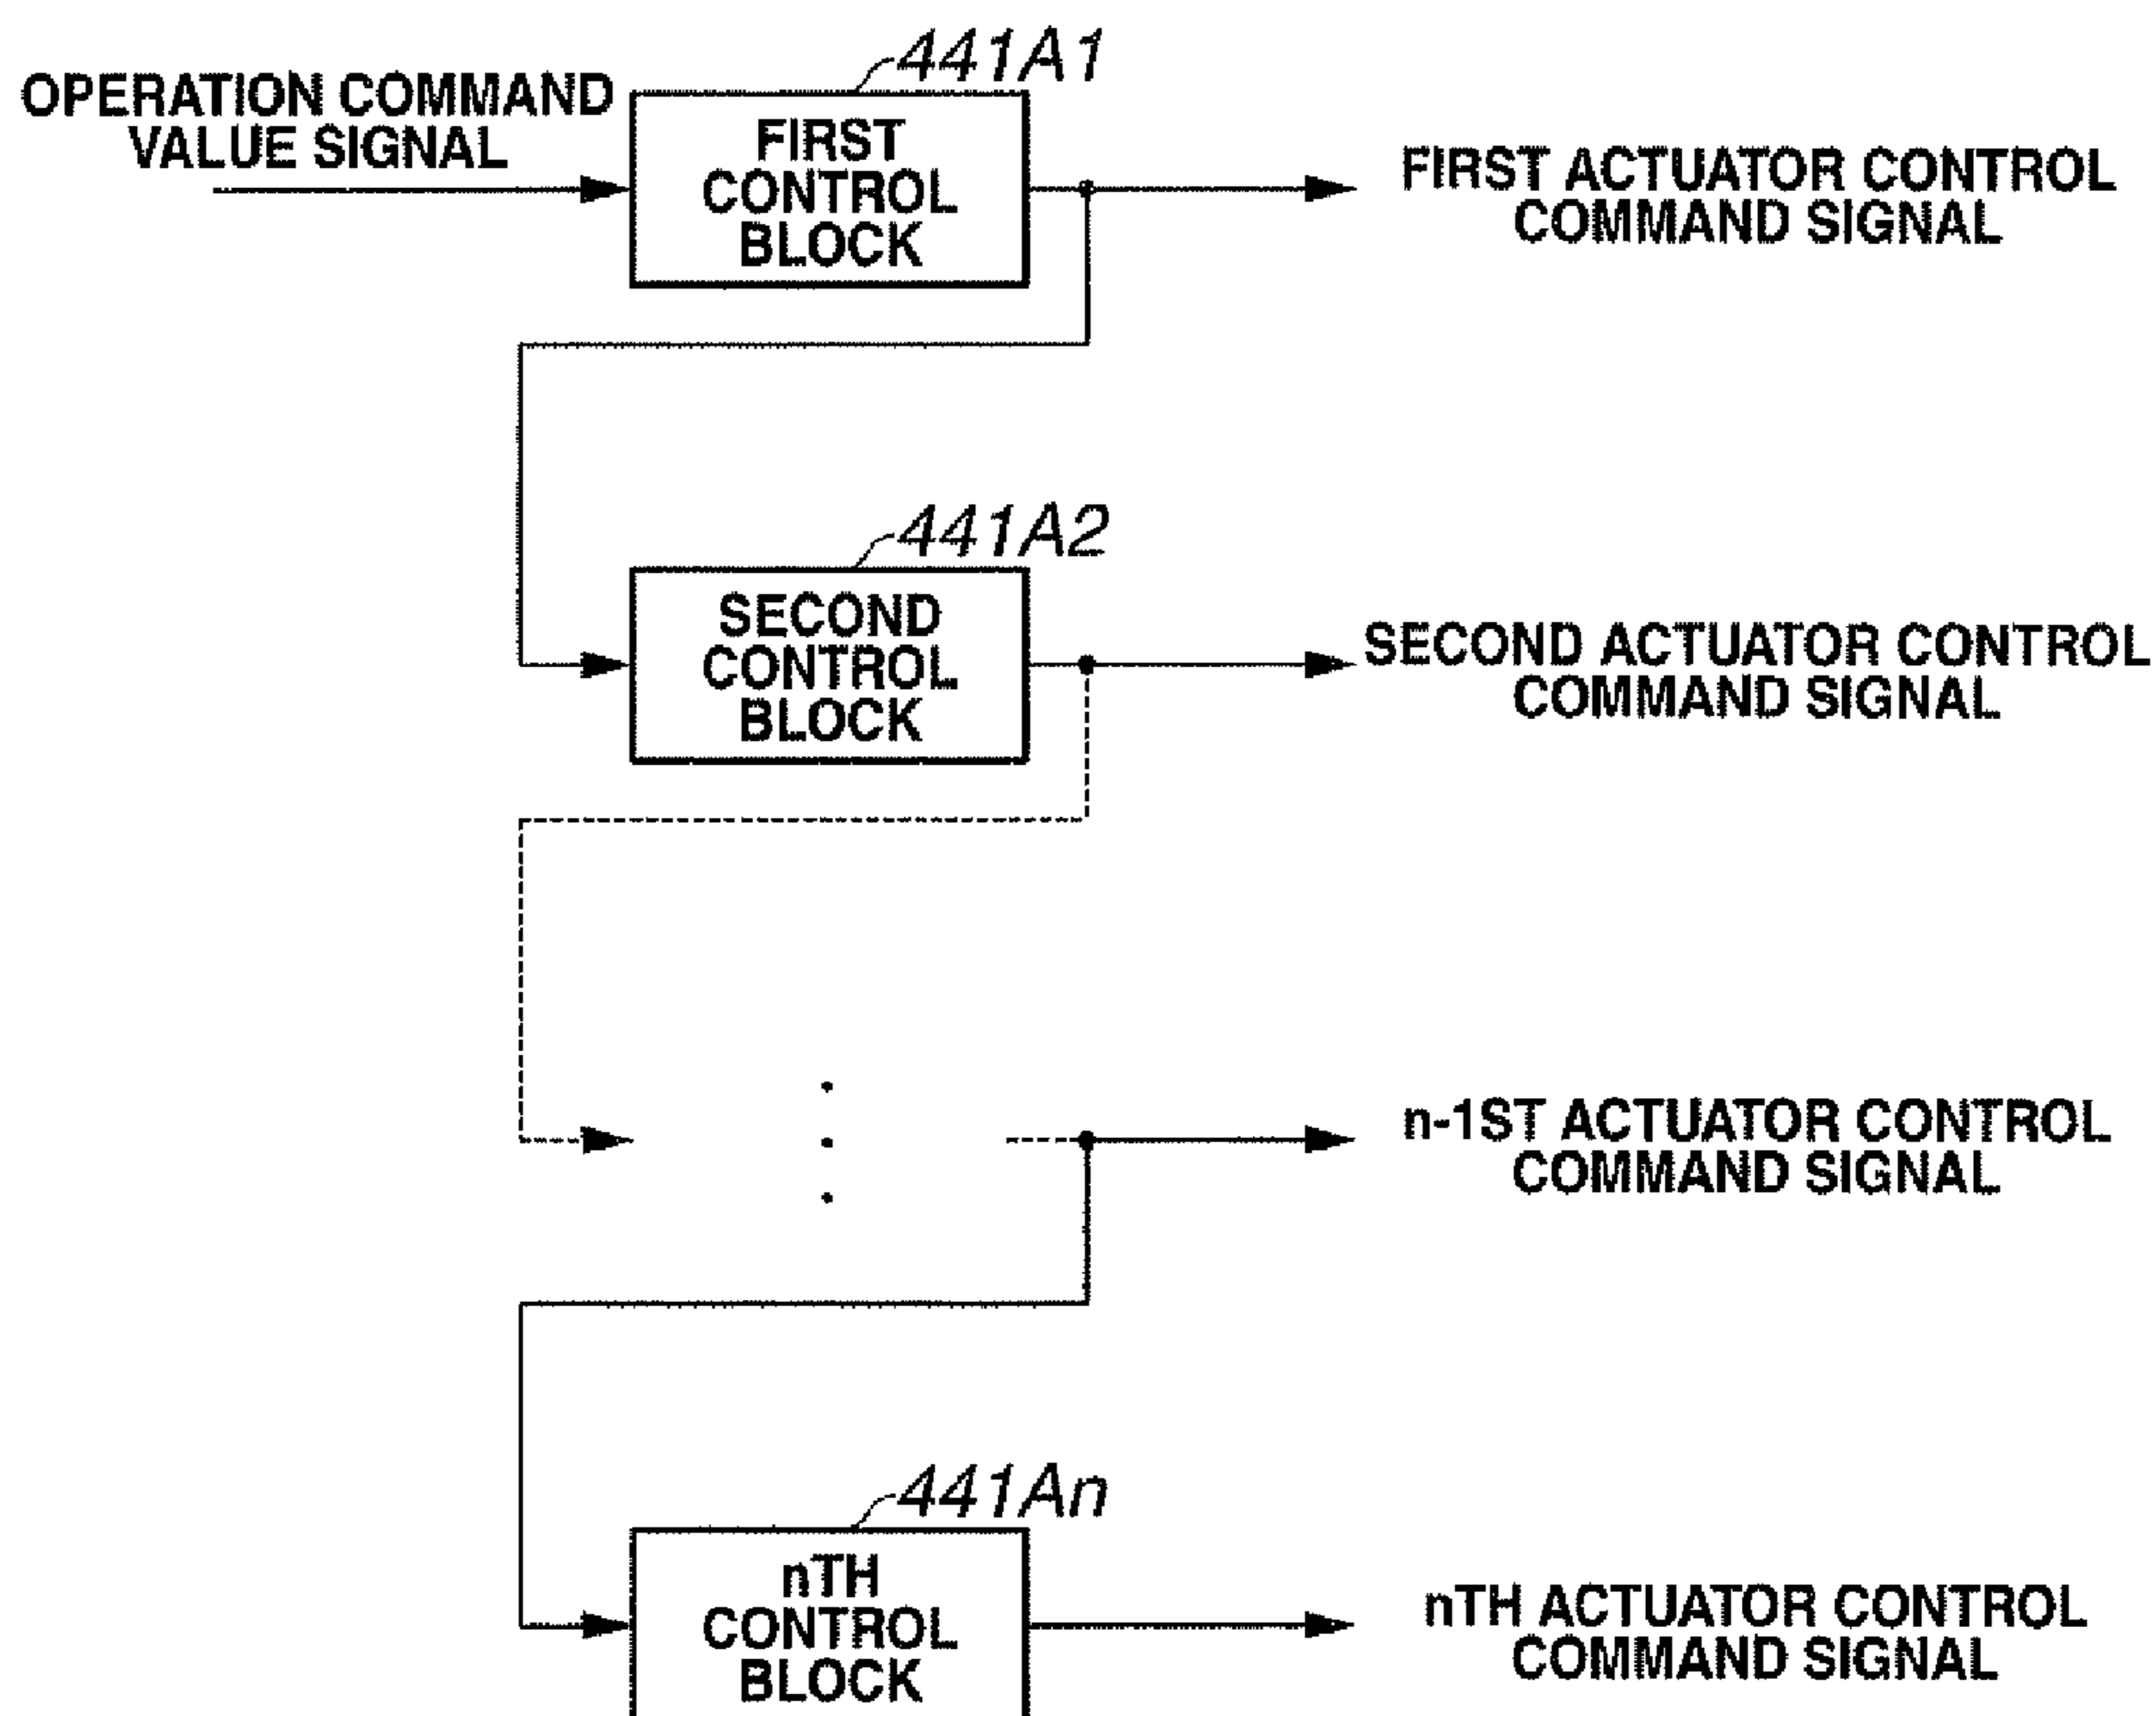 441A1
OPERATION COMMAND
VALUE SIGNAL
FIRST
CONTROL
BLOCK
FIRST ACTUATOR CONTROL
COMMAND SIGNAL
441A2
SECOND
CONTROL
BLOCK
SECOND ACTUATOR CONTROL
COMMAND SIGNAL
n-1ST ACTUATOR CONTROL
COMMAND SIGNAL
441An
nTH
CONTROL
BLOCK
nTH ACTUATOR CONTROL
COMMAND SIGNAL